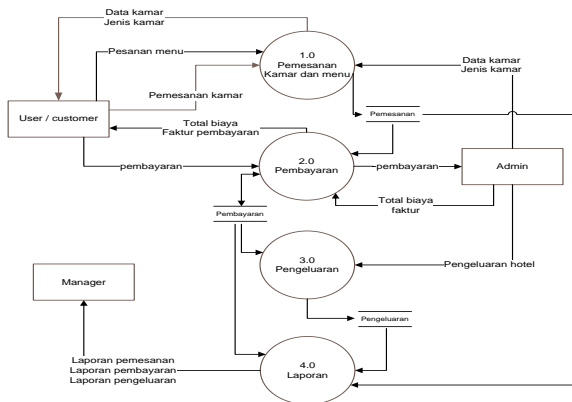 Data kamar
Jenis kamar
Pesanan menu
1.0
Pemesanan
Kamar dan menu
Data kamar
Jenis kamar
Pemesanan kamar
Pemesanan
User / customer
Total biaya
Faktur pembayaran
2.0
Pembayaran
pembayaran
pembayaran
Admin
Total biaya
faktur
Pembayaran
3.0
Pengeluaran
Pengeluaran hotel
Manager
Pengeluaran
Laporan pemesanan
Laporan pembayaran
Laporan pengeluaran
4.0
Laporan